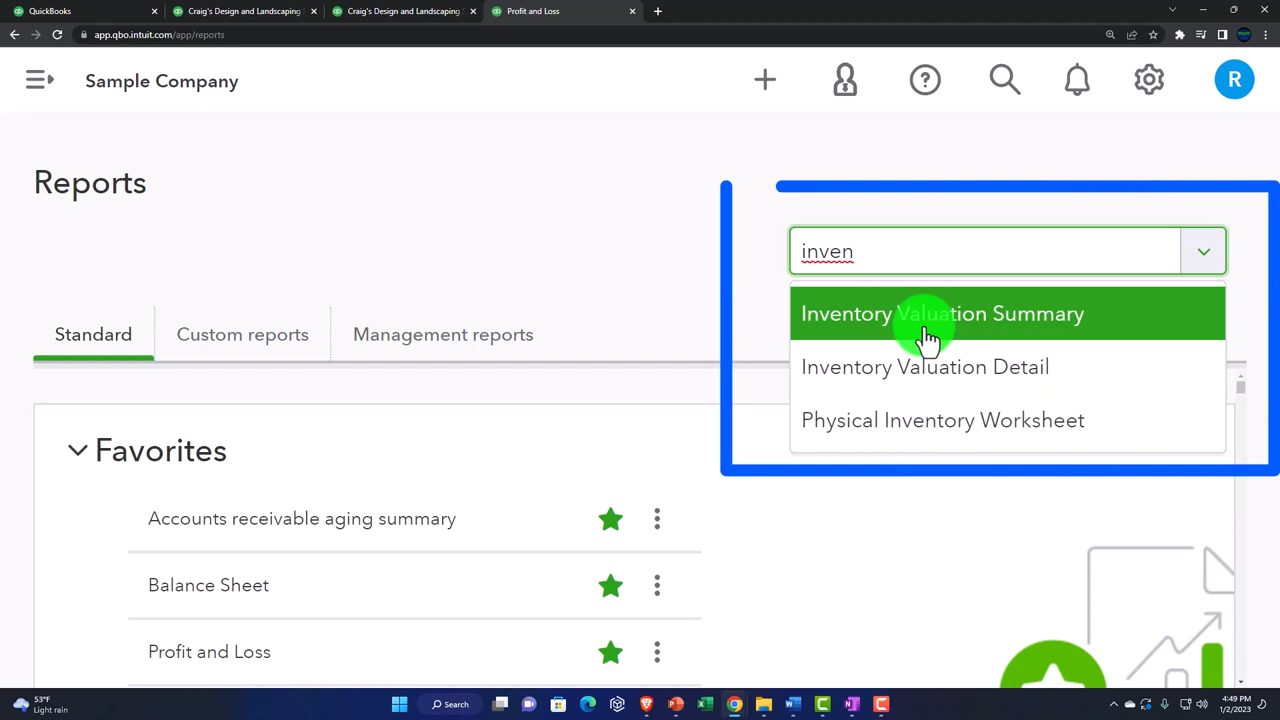 QuickBooks
Craig's Design and Landscaping S
Craig's Design and Landscaping S
Profit and Loss
app.qbo.intuit.com/app/reports
Sample Company
R
Reports
inven
Inventory Valuation Summary
Inventory Valuation Detail
Physical Inventory Worksheet
Standard
Custom reports
Management reports
Favorites
Accounts receivable aging summary
Balance Sheet
Profit and Loss
53°F
Light rain
Search
4:49 PM
1/2/2023